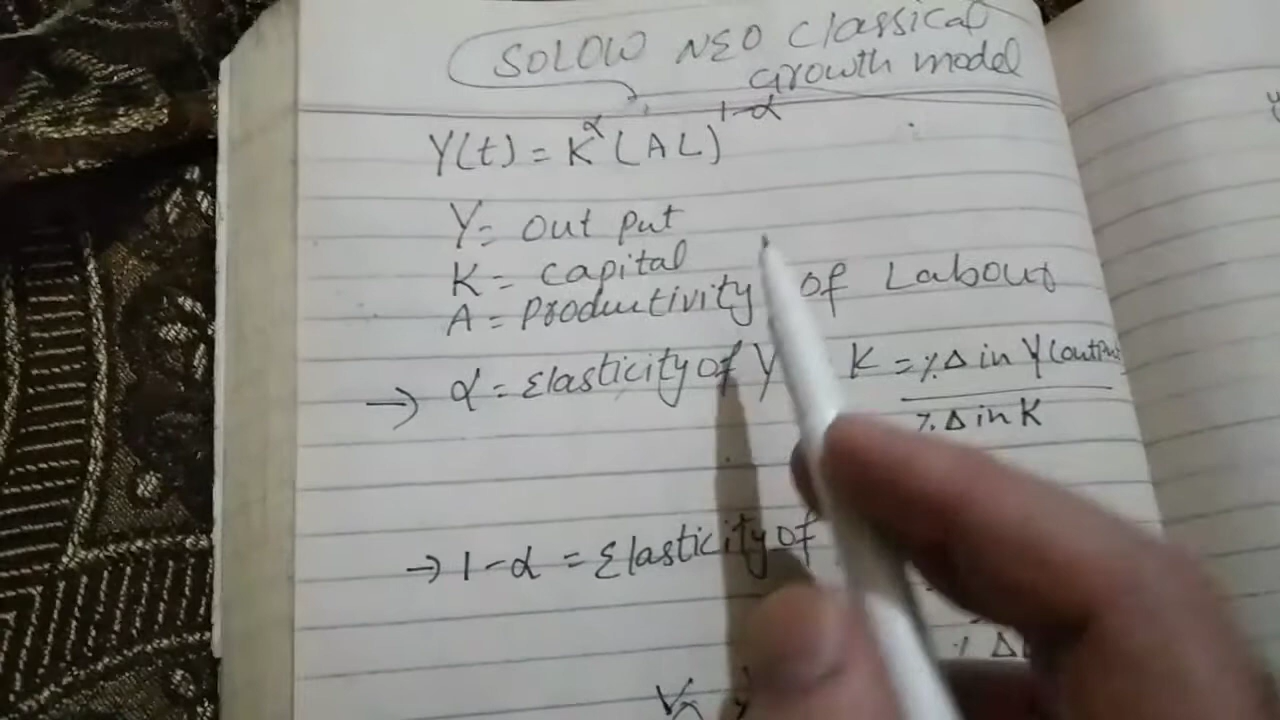 SOLOW NEO Classical
Growth model
Y(t) = K^α (AL)^1-α
Y = out put
K = capital
A = Productivity of Labour
→ α = Elasticity of Y K = %Δ in Y (output
%Δ in K
→ 1-α = Elasticity of
% Δ